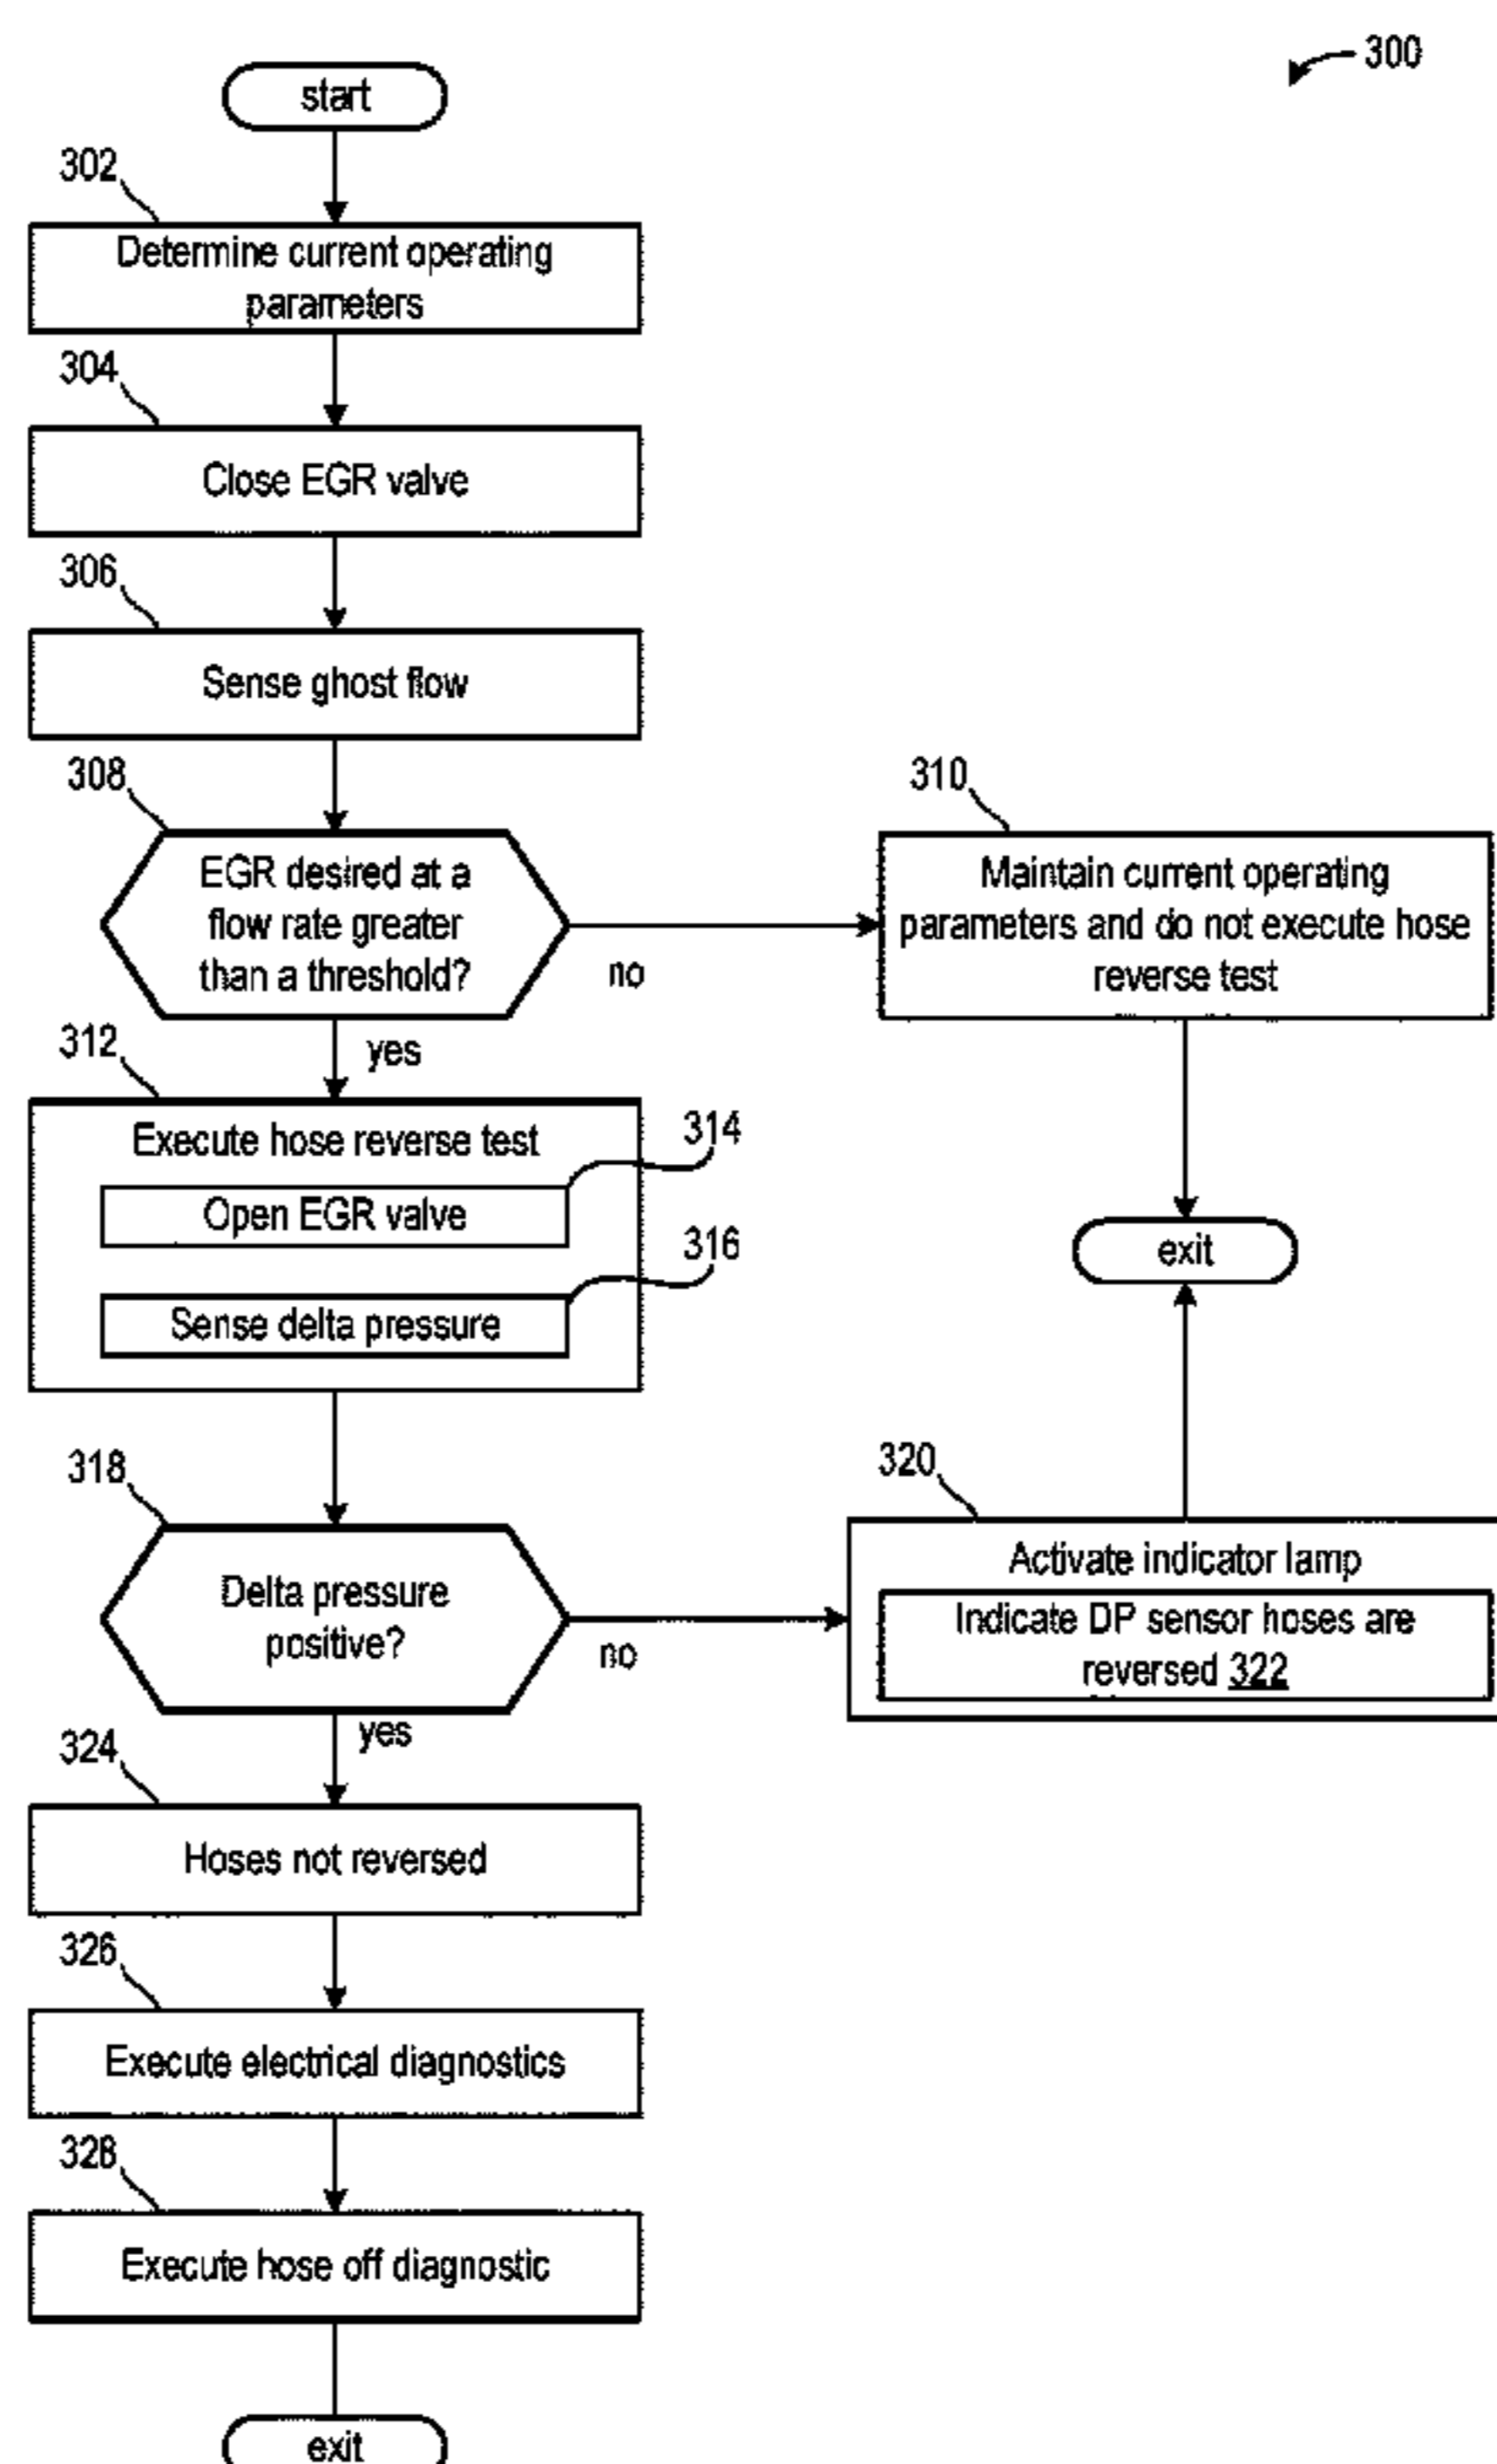 300
start
302
Determine current operating
parameters
304
Close EGR valve
306
Sense ghost flow
308
EGR desired at a
flow rate greater
than a threshold?
no
yes
310
Maintain current operating
parameters and do not execute hose
reverse test
exit
312
Execute hose reverse test
314
Open EGR valve
316
Sense delta pressure
318
Delta pressure
positive?
no
yes
320
Activate indicator lamp
Indicate DP sensor hoses are
reversed 322
324
Hoses not reversed
326
Execute electrical diagnostics
328
Execute hose off diagnostic
exit